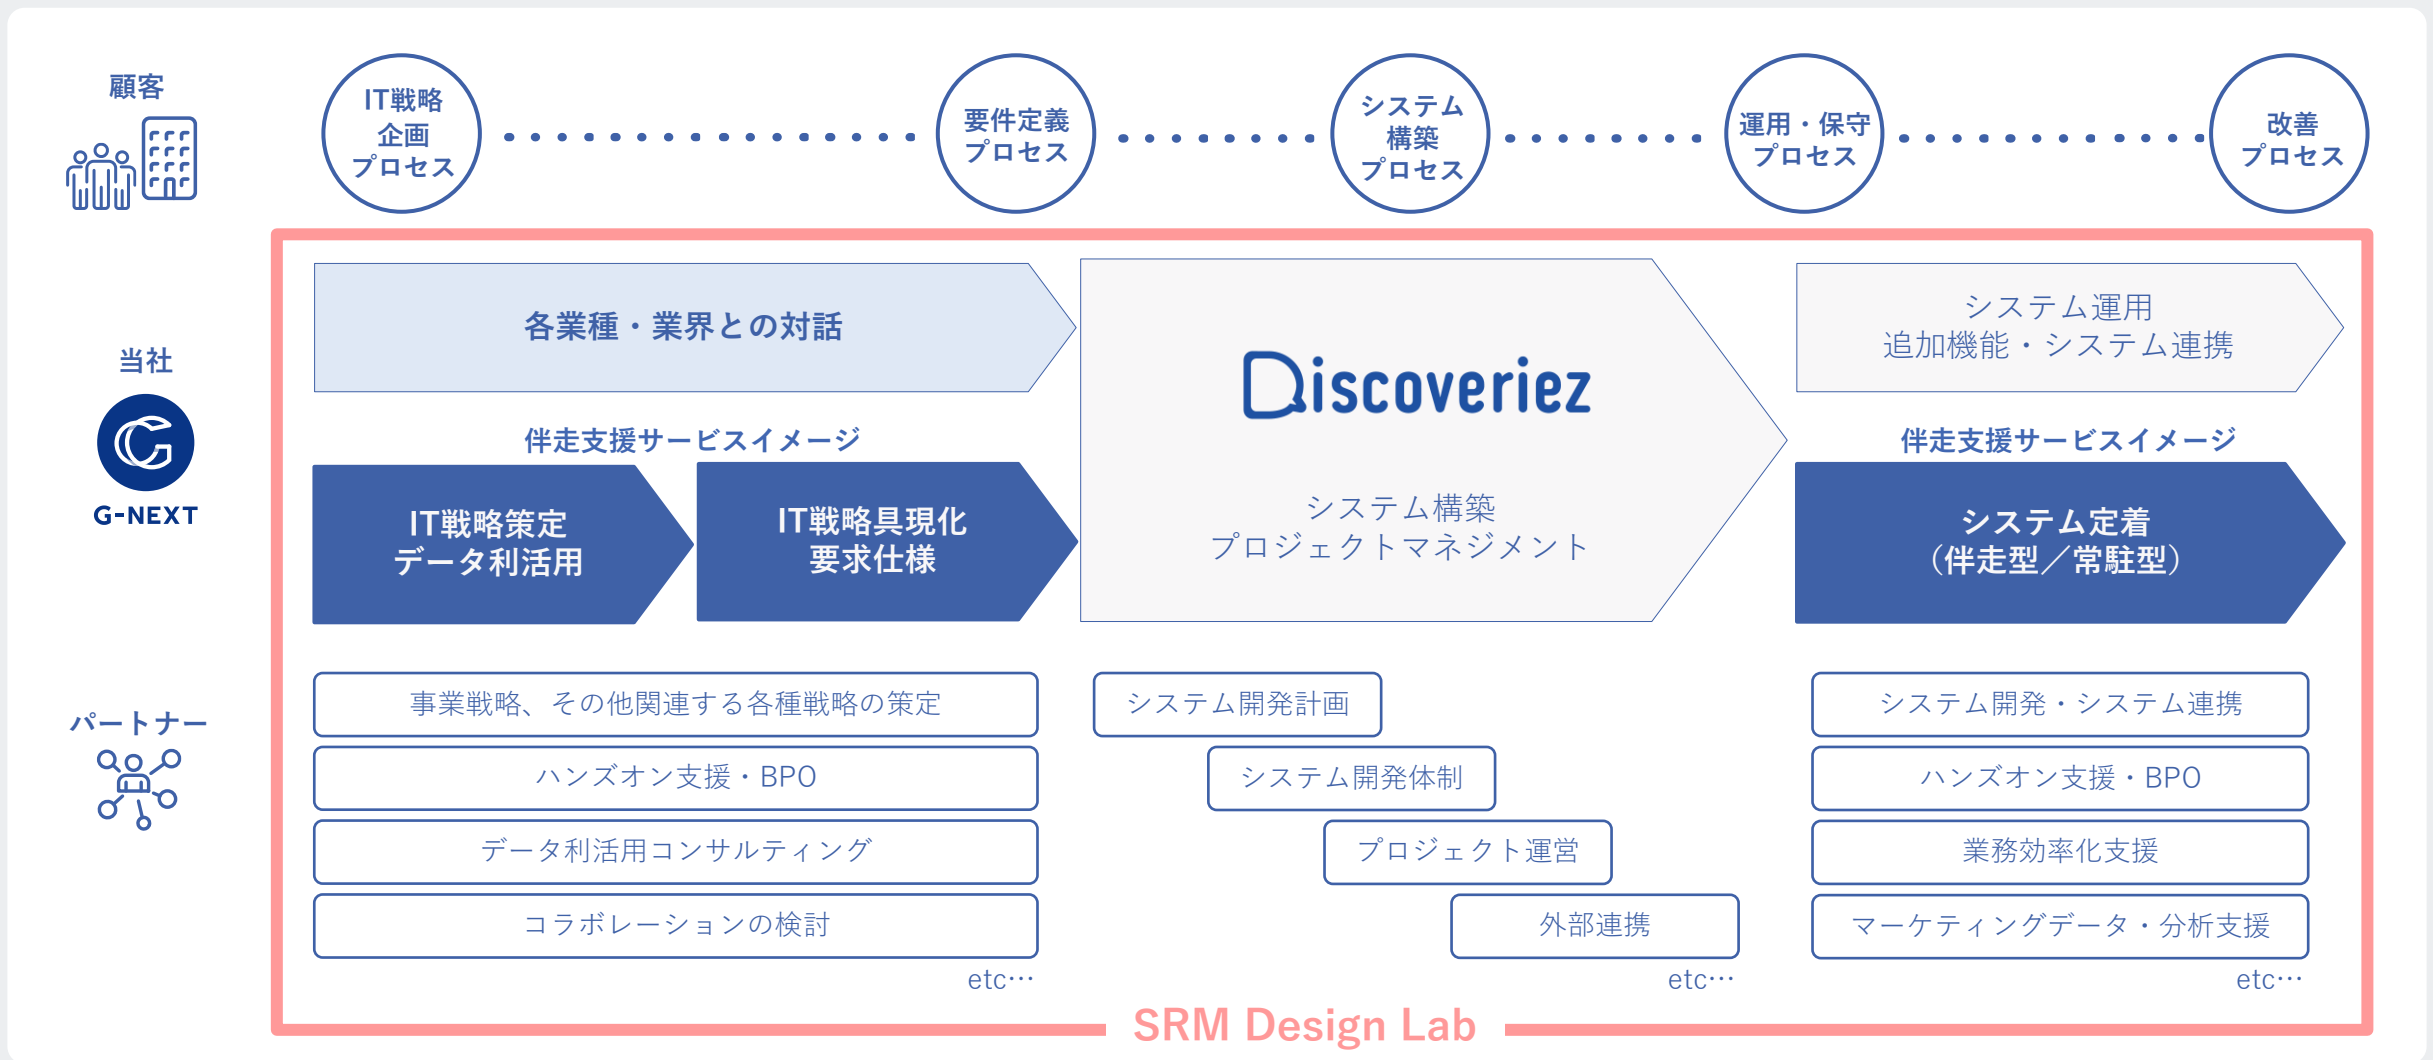 顧客
IT戦略
企画
プロセス
要件定義
プロセス
システム
構築
プロセス
運用・保守
プロセス
改善
プロセス
当社
G-NEXT
各業種・業界との対話
伴走支援サービスイメージ
IT戦略策定
データ利活用
IT戦略具現化
要求仕様
Discoveriez
システム構築
プロジェクトマネジメント
システム運用
追加機能・システム連携
伴走支援サービスイメージ
システム定着
（伴走型／常駐型）
パートナー
事業戦略、その他関連する各種戦略の策定
ハンズオン支援・BPO
データ利活用コンサルティング
コラボレーションの検討
etc…
システム開発計画
システム開発体制
プロジェクト運営
外部連携
etc…
システム開発・システム連携
ハンズオン支援・BPO
業務効率化支援
マーケティングデータ・分析支援
etc…
SRM Design Lab